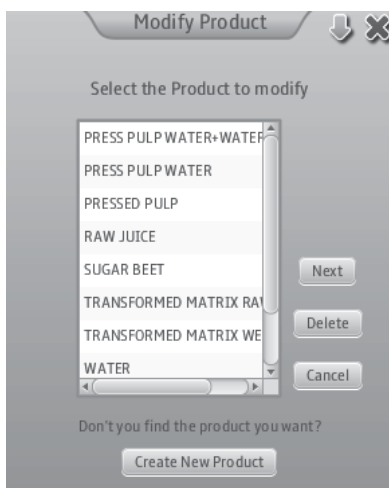 Modify Product
Select the Product to modify
PRESS PULP WATER+WATER
PRESS PULP WATER
PRESSED PULP
RAW JUICE
SUGAR BEET
TRANSFORMED MATRIX RAW
TRANSFORMED MATRIX WE
WATER
Next
Delete
Cancel
Don't you find the product you want?
Create New Product